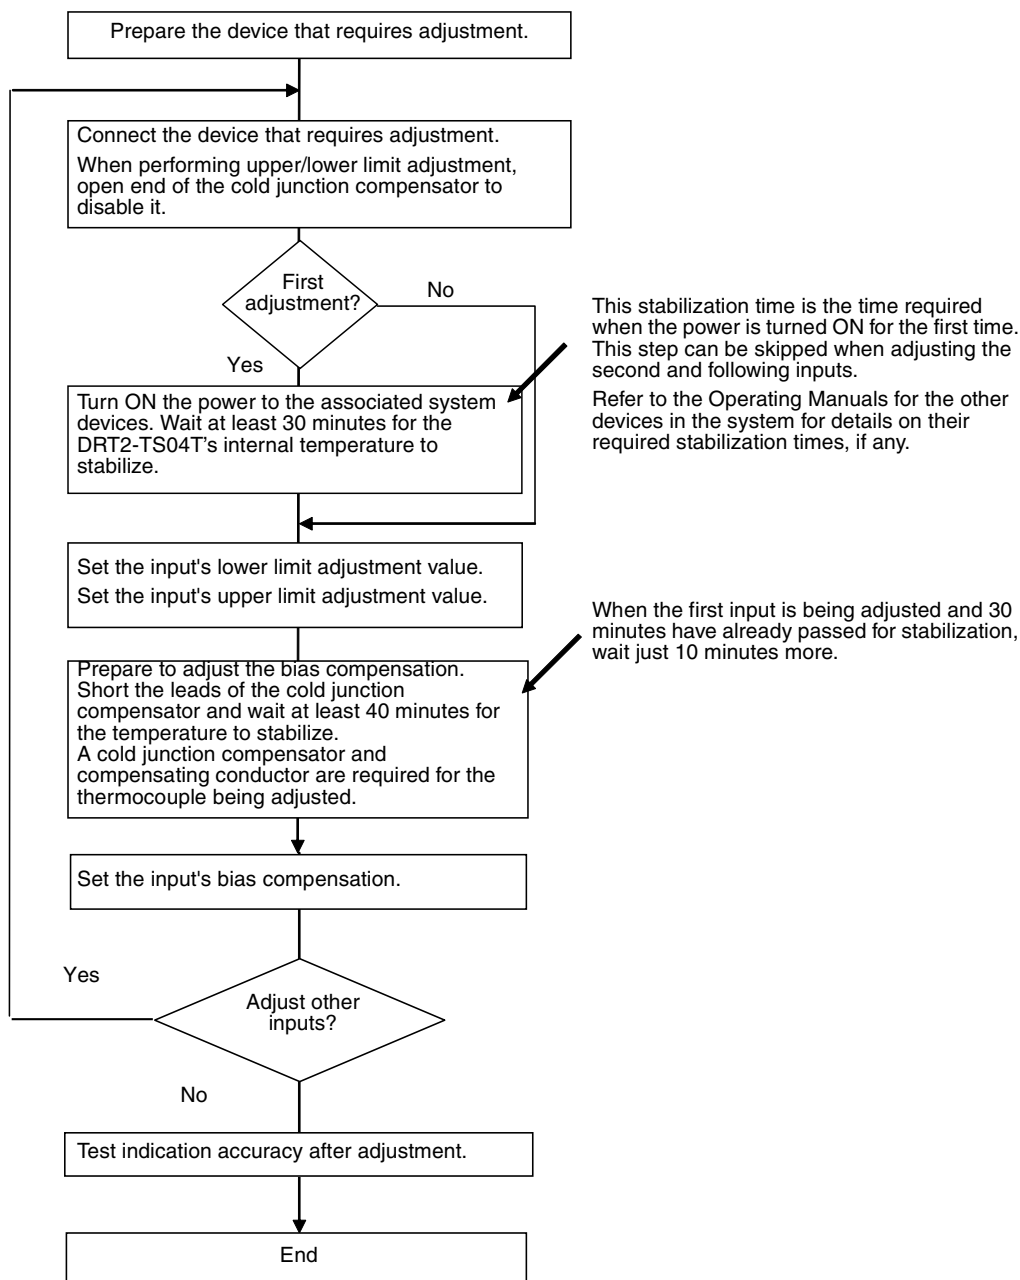 Prepare the device that requires adjustment.
Connect the device that requires adjustment.
When performing upper/lower limit adjustment,
open end of the cold junction compensator to
disable it.
First
adjustment?
No
Yes
This stabilization time is the time required
when the power is turned ON for the first time.
This step can be skipped when adjusting the
second and following inputs.
Refer to the Operating Manuals for the other
devices in the system for details on their
required stabilization times, if any.
Turn ON the power to the associated system
devices. Wait at least 30 minutes for the
DRT2-TS04T's internal temperature to
stabilize.
Set the input's lower limit adjustment value.
Set the input's upper limit adjustment value.
When the first input is being adjusted and 30
minutes have already passed for stabilization,
wait just 10 minutes more.
Prepare to adjust the bias compensation.
Short the leads of the cold junction
compensator and wait at least 40 minutes for
the temperature to stabilize.
A cold junction compensator and
compensating conductor are required for the
thermocouple being adjusted.
Set the input's bias compensation.
Yes
Adjust other
inputs?
No
Test indication accuracy after adjustment.
End